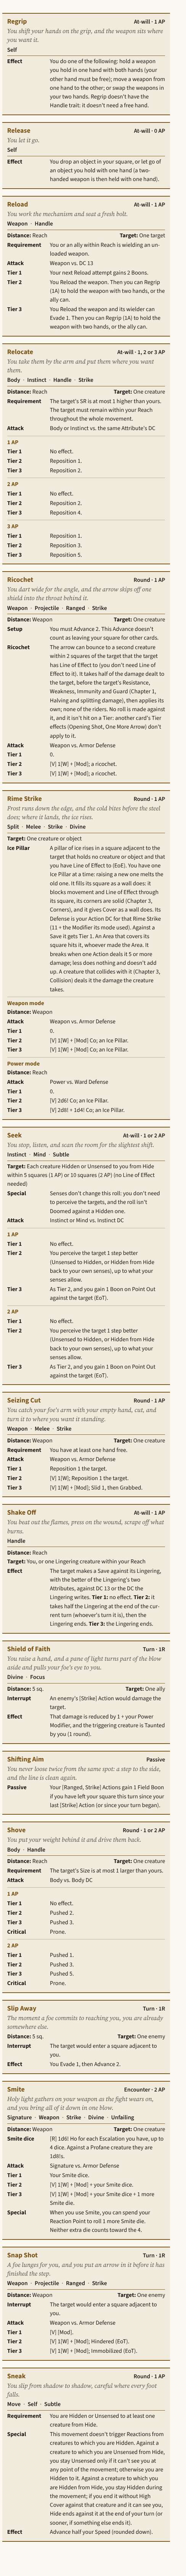 Regrip At-will · 1 AP
You shift your hands on the grip, and the weapon sits where
you want it.
Self
Effect You do one of the following: hold a weapon
you hold in one hand with both hands (your
other hand must be free); move a weapon from
one hand to the other; or swap the weapons in
your two hands. Regrip doesn't have the
Handle trait: it doesn't need a free hand.
Release At-will · 0 AP
You let it go.
Self
Effect You drop an object in your space, or let go of
an object you hold with one hand (a two-
handed weapon is then held with one hand).
Reload At-will · 1 AP
You work the mechanism and seat a fresh bolt.
Weapon · Handle
Distance: Reach Target: One target
Requirement You or an ally within Reach is wielding an un-
loaded weapon.
Attack Weapon vs. DC 13
Tier 1 Your next Reload attempt gains 2 Boons.
Tier 2 You Reload the weapon. Then you can Regrip
(1A) to hold the weapon with two hands, or the
ally can.
Tier 3 You Reload the weapon and its wielder can
Evade 1. Then you can Regrip (1A) to hold the
weapon with two hands, or the ally can.
Relocate At-will · 1, 2 or 3 AP
You take them by the arm and put them where you want
them.
Body · Instinct · Handle · Strike
Distance: Reach Target: One creature
Requirement The target's SR is at most 1 higher than yours.
The target must remain within your Reach
throughout the whole movement.
Attack Body or Instinct vs. the same Attribute's DC
1 AP
Tier 1 No effect.
Tier 2 Reposition 1.
Tier 3 Reposition 2.
2 AP
Tier 1 No effect.
Tier 2 Reposition 2.
Tier 3 Reposition 4.
3 AP
Tier 1 Reposition 1.
Tier 2 Reposition 3.
Tier 3 Reposition 5.
Ricochet Round · 1 AP
You dart wide for the angle, and the arrow skips off one
shield into the throat behind it.
Weapon · Projectile · Ranged · Strike
Distance: Weapon Target: One creature
Setup You must Advance 2. This Advance doesn't
count as leaving your square for other cards.
Ricochet The arrow can bounce to a second creature
within 2 squares of the target that the target
has Line of Effect to (you don't need Line of
Effect to it). It takes half of the damage dealt to
the target, before the target's Resistance,
Weakness, Immunity and Guard (Chapter 1,
Halving and splitting damage), then applies its
own; none of the riders. No roll is made against
it, and it isn't hit on a Tier: another card's Tier
effects (Opening Shot, One More Arrow) don't
apply to it.
Attack Weapon vs. Armor Defense
Tier 1 0.
Tier 2 [V] 1[W] + [Mod]; a ricochet.
Tier 3 [V] 1[W] + [Mod]; a ricochet.
Rime Strike Round · 1 AP
Frost runs down the edge, and the cold bites before the steel
does; where it lands, the ice rises.
Split · Melee · Strike · Divine
Target: One creature or object
Ice Pillar A pillar of ice rises in a square adjacent to the
target that holds no creature or object and that
you have Line of Effect to (EoE). You have one
Ice Pillar at a time: raising a new one melts the
old one. It fills its square as a wall does: it
blocks movement and Line of Effect through
its square, its corners are solid (Chapter 3,
Corners), and it gives Cover as a wall does. Its
Defense is your Action DC for that Rime Strike
(11 + the Modifier its mode used). Against a
Save it gets Tier 1. An Area that covers its
square hits it, whoever made the Area. It
breaks when one Action deals it 5 or more
damage; less does nothing and doesn't add
up. A creature that collides with it (Chapter 3,
Collision) deals it the damage the creature
takes.
Weapon mode
Distance: Weapon
Attack Weapon vs. Armor Defense
Tier 1 0.
Tier 2 [V] 1[W] + [Mod] Co; an Ice Pillar.
Tier 3 [V] 1[W] + [Mod] Co; an Ice Pillar.
Power mode
Distance: Reach
Attack Power vs. Ward Defense
Tier 1 0.
Tier 2 [V] 2d6! Co; an Ice Pillar.
Tier 3 [V] 2d6! + 1d4! Co; an Ice Pillar.
Seek At-will · 1 or 2 AP
You stop, listen, and wan the room for the slightest shift.
Instinct · Mind · Subtle
Target: Each creature Hidden or Unsensed to you from Hide
within 5 squares (1 AP) or 10 squares (2 AP) (no Line of Effect
needed)
Special Senses don't change this roll: you don't need
to perceive the targets, and the roll isn't
Doomed against a Hidden one.
Attack Instinct or Mind vs. Instinct DC
1 AP
Tier 1 No effect.
Tier 2 You perceive the target 1 step better
(Unsensed to Hidden, or Hidden from Hide
back to your own senses), up to what your
senses allow.
Tier 3 As Tier 2, and you gain 1 Boon on Point Out
against the target (EoT).
2 AP
Tier 1 No effect.
Tier 2 You perceive the target 1 step better
(Unsensed to Hidden, or Hidden from Hide
back to your own senses), up to what your
senses allow.
Tier 3 As Tier 2, and you gain 1 Boon on Point Out
against the target (EoT).
Seizing Cut Round · 1 AP
You catch your foe's arm with your empty hand, cut, and
turn it to where you want it standing.
Weapon · Melee · Strike
Distance: Weapon Target: One creature
Requirement You have at least one hand free.
Attack Weapon vs. Armor Defense
Tier 1 Reposition 1 the target.
Tier 2 [V] 1[W]; Reposition 1 the target.
Tier 3 [V] 1[W] + [Mod]; Slid 1, then Grabbed.
Shake Off At-will · 1 AP
You beat out the flames, press on the wound, scrape off what
burns.
Handle
Distance: Reach
Target: You, or one Lingering creature within your Reach
Effect The target makes a Save against its Lingering,
with the better of the Lingering's two
Attributes, against DC 13 or the DC the
Lingering writes. Tier 1: no effect. Tier 2: it
takes half the Lingering at the end of the cur-
rent turn (whoever's turn it is), then the
Lingering ends. Tier 3: the Lingering ends.
Shield of Faith Turn · 1R
You raise a hand, and a pane of light turns part of the blow
aside and pulls your foe's eye to you.
Divine · Focus
Distance: 5 sq. Target: One ally
Interrupt An enemy's [Strike] Action would damage the
target.
Effect That damage is reduced by 1 + your Power
Modifier, and the triggering creature is Taunted
by you (1 round).
Shifting Aim Passive
You never loose twice from the same spot: a step to the side,
and the line is clean again.
Passive Your [Ranged, Strike] Actions gain 1 Field Boon
if you have left your square this turn since your
last [Strike] Action (or since your turn began).
Shove Round · 1 or 2 AP
You put your weight behind it and drive them back.
Body · Handle
Distance: Reach Target: One creature
Requirement The target's Size is at most 1 larger than yours.
Attack Body vs. Body DC
1 AP
Tier 1 No effect.
Tier 2 Pushed 2.
Tier 3 Pushed 3.
Critical Prone.
2 AP
Tier 1 Pushed 1.
Tier 2 Pushed 3.
Tier 3 Pushed 5.
Critical Prone.
Slip Away Turn · 1R
The moment a foe commits to reaching you, you are already
somewhere else.
Distance: 5 sq. Target: One enemy
Interrupt The target would enter a square adjacent to
you.
Effect You Evade 1, then Advance 2.
Smite Encounter · 2 AP
Holy light gathers on your weapon as the fight wears on,
and you bring all of it down in one blow.
Signature · Weapon · Strike · Divine · Unfailing
Distance: Weapon Target: One creature
Smite dice [R] 1d6! Ho for each Escalation you have, up to
4 dice. Against a Profane creature they are
1d8!s.
Attack Signature vs. Armor Defense
Tier 1 Your Smite dice.
Tier 2 [V] 1[W] + [Mod] + your Smite dice.
Tier 3 [V] 1[W] + [Mod] + your Smite dice + 1 more
Smite die.
Special When you use Smite, you can spend your
Reaction Point to roll 1 more Smite die.
Neither extra die counts toward the 4.
Snap Shot Turn · 1R
A foe lunges for you, and you put an arrow in it before it has
finished the step.
Weapon · Projectile · Ranged · Strike
Distance: Weapon Target: One enemy
Interrupt The target would enter a square adjacent to
you.
Attack Weapon vs. Armor Defense
Tier 1 [V] [Mod].
Tier 2 [V] 1[W] + [Mod]; Hindered (EoT).
Tier 3 [V] 1[W] + [Mod]; Immobilized (EoT).
Sneak Round · 1 AP
You slip from shadow to shadow, careful where every foot
falls.
Move · Self · Subtle
Requirement You are Hidden or Unsensed to at least one
creature from Hide.
Special This movement doesn't trigger Reactions from
creatures to which you are Hidden. Against a
creature to which you are Unsensed from Hide,
you stay Unsensed only if it can't see you at
any point of the movement; otherwise you are
Hidden to it. Against a creature to which you
are Hidden from Hide, you stay Hidden during
the movement; if you end it without High
Cover against that creature and it can see you,
Hide ends against it at the end of your turn (or
sooner, if something else ends it).
Effect Advance half your Speed (rounded down).